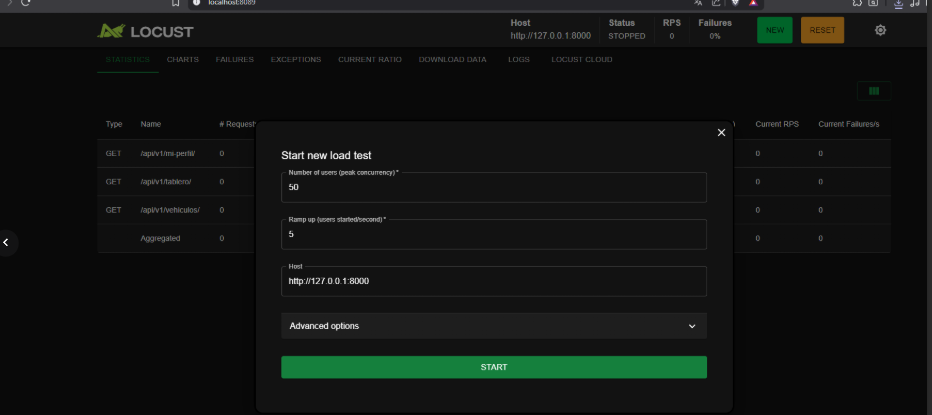 localhost:8089
LOCUST
Host
http://127.0.0.1:8000
Status
STOPPED
RPS
0
Failures
0%
NEW
RESET
STATISTICS CHARTS FAILURES EXCEPTIONS CURRENT RATIO DOWNLOAD DATA LOGS LOCUST CLOUD
Type Name # Request Current RPS Current Failures/s
GET /api/v1/mi-perfil/ 0 0 0
GET /api/v1/tablero/ 0 0 0
GET /api/v1/vehiculos/ 0 0 0
Aggregated 0 0 0
Start new load test
Number of users (peak concurrency) *
50
Ramp up (users started/second) *
5
Host
http://127.0.0.1:8000
Advanced options
START